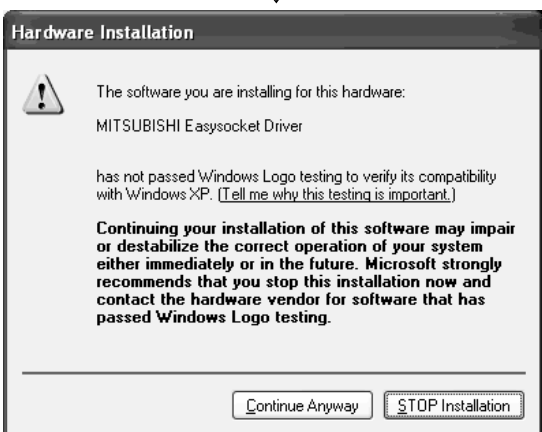 Hardware Installation
The software you are installing for this hardware:
MITSUBISHI Easysocket Driver
has not passed Windows Logo testing to verify its compatibility
with Windows XP. (Tell me why this testing is important.)
Continuing your installation of this software may impair
or destabilize the correct operation of your system
either immediately or in the future. Microsoft strongly
recommends that you stop this installation now and
contact the hardware vendor for software that has
passed Windows Logo testing.
Continue Anyway STOP Installation